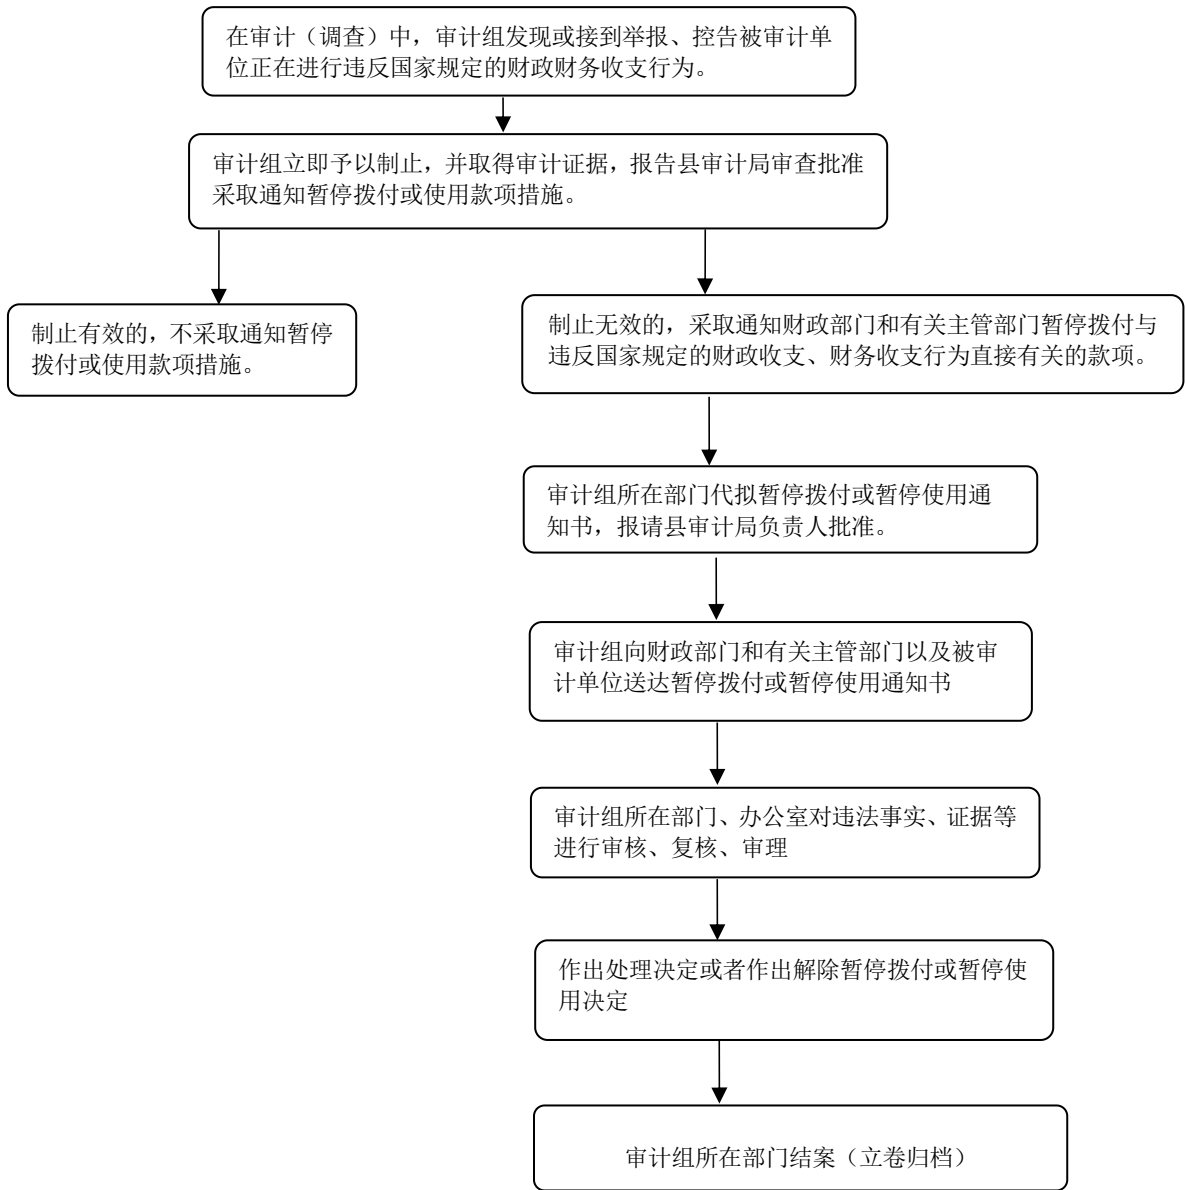 在审计（调查）中，审计组发现或接到举报、控告被审计单
位正在进行违反国家规定的财政财务收支行为。
审计组立即予以制止，并取得审计证据，报告县审计局审查批准
采取通知暂停拨付或使用款项措施。
制止有效的，不采取通知暂停
拨付或使用款项措施。
制止无效的，采取通知财政部门和有关主管部门暂停拨付与
违反国家规定的财政收支、财务收支行为直接有关的款项。
审计组所在部门代拟暂停拨付或暂停使用通
知书，报请县审计局负责人批准。
审计组向财政部门和有关主管部门以及被审
计单位送达暂停拨付或暂停使用通知书
审计组所在部门、办公室对违法事实、证据等
进行审核、复核、审理
作出处理决定或者作出解除暂停拨付或暂停使
用决定
审计组所在部门结案（立卷归档）